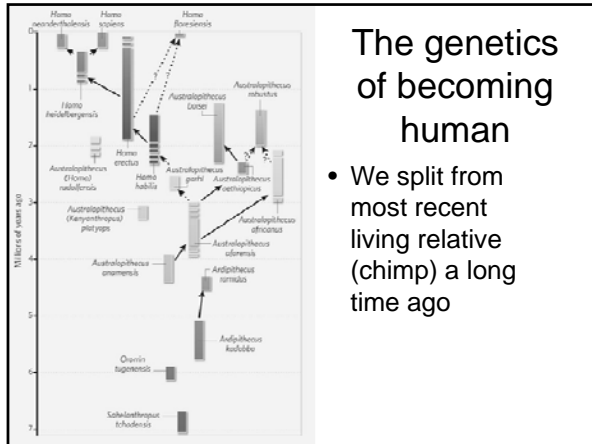 Homo
neanderthalensis
Homo
sapiens
Homo
floresiensis
0
1
2
3
4
5
6
7
Millions of years ago
Homo
heidelbergensis
Homo
erectus
Homo
habilis
Australopithecus
(Homo)
rudolfensis
Australopithecus
garhi
Australopithecus
boisei
Australopithecus
robustus
Australopithecus
aethiopicus
Australopithecus
africanus
Australopithecus
(Kenyanthropus)
platyops
Australopithecus
afarensis
Australopithecus
anamensis
Ardipithecus
ramidus
Ardipithecus
kadabba
Orrorin
tugenensis
Sahelanthropus
tchadensis
The genetics
of becoming
human
• We split from
most recent
living relative
(chimp) a long
time ago